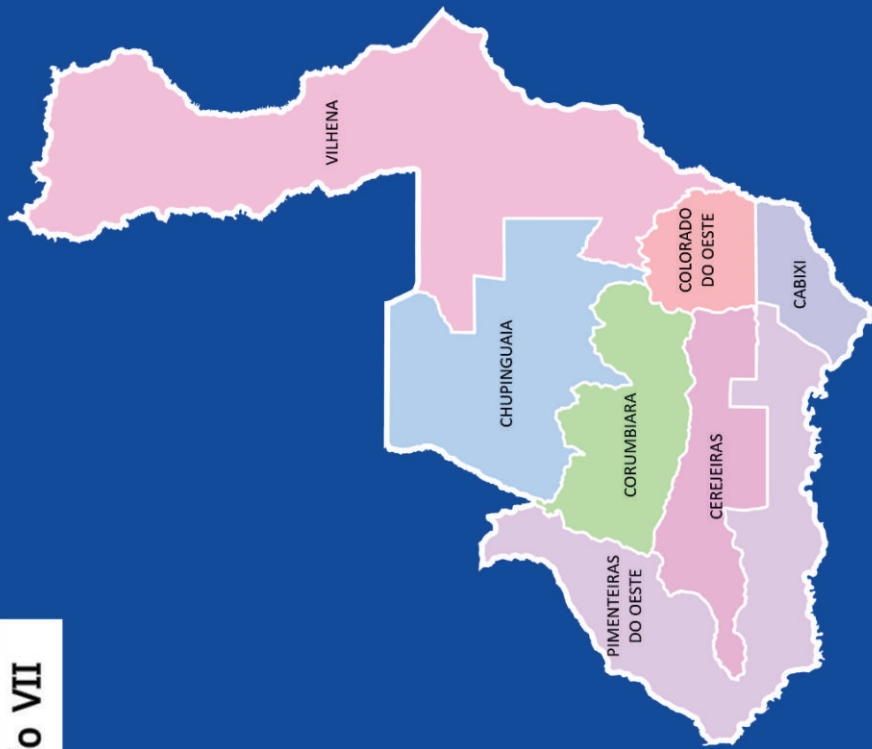 o VII
VILHENA
CHUPINGUAIA
COLORADO
DO OESTE
CABIXI
CORUMBIARA
CEREJEIRAS
PIMENTEIRAS
DO OESTE